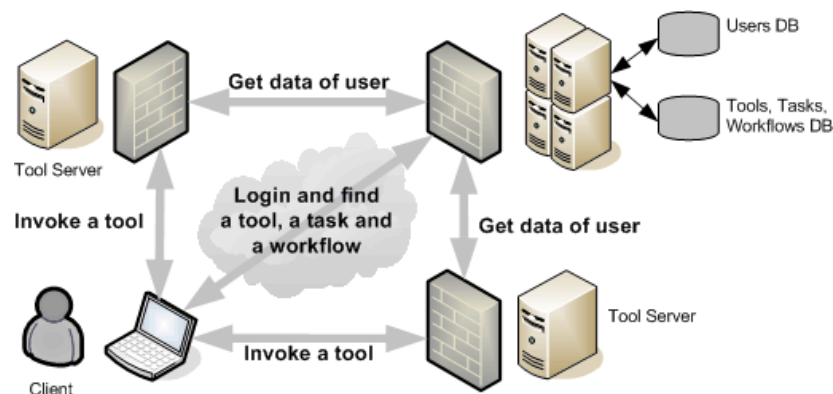 Users DB
Get data of user
Tools, Tasks,
Workflows DB
Tool Server
Login and find
a tool, a task and
a workflow
Invoke a tool
Get data of user
Tool Server
Invoke a tool
Client